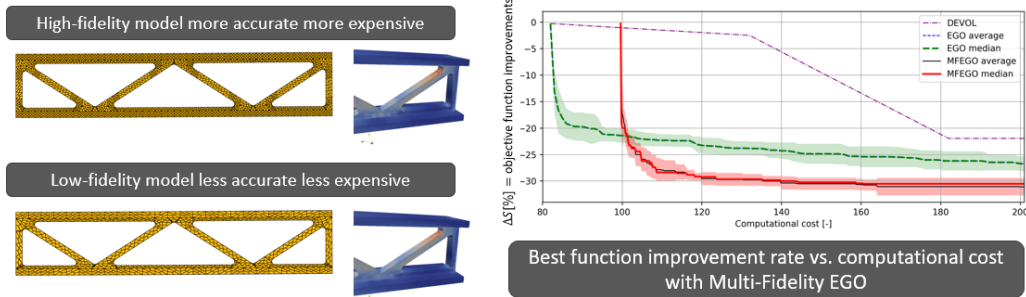 High-fidelity model more accurate more expensive
Low-fidelity model less accurate less expensive
ΔS[%] = objective function improvements
0
−5
−10
−15
−20
−25
−30
80
100
120
140
160
180
200
Computational cost [-]
DEVOL
EGO average
EGO median
MFEGO average
MFEGO median
Best function improvement rate vs. computational cost
with Multi-Fidelity EGO